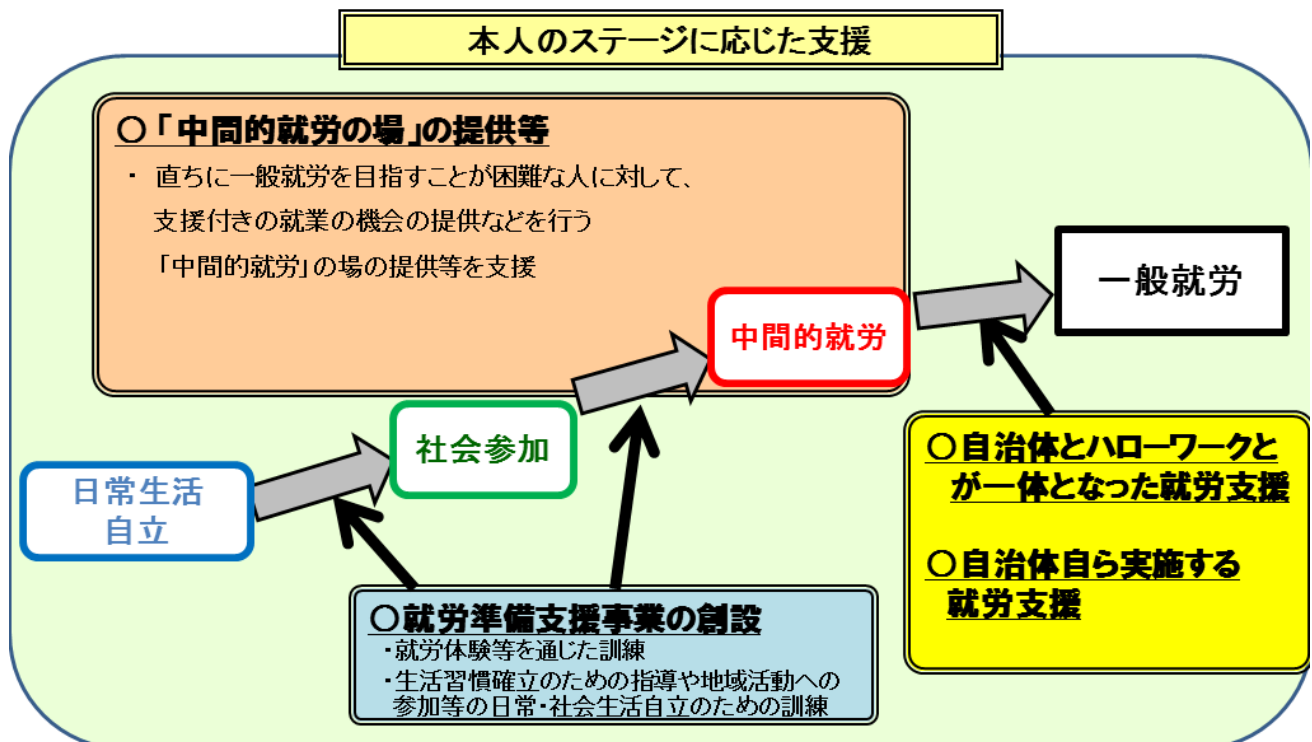 本人のステージに応じた支援
○「中間的就労の場」の提供等
・ 直ちに一般就労を目指すことが困難な人に対して、
支援付きの就業の機会の提供などを行う
「中間的就労」の場の提供等を支援
一般就労
中間的就労
社会参加
日常生活
自立
○自治体とハローワークと
が一体となった就労支援
○自治体自ら実施する
就労支援
○就労準備支援事業の創設
・就労体験等を通じた訓練
・生活習慣確立のための指導や地域活動への
参加等の日常・社会生活自立のための訓練